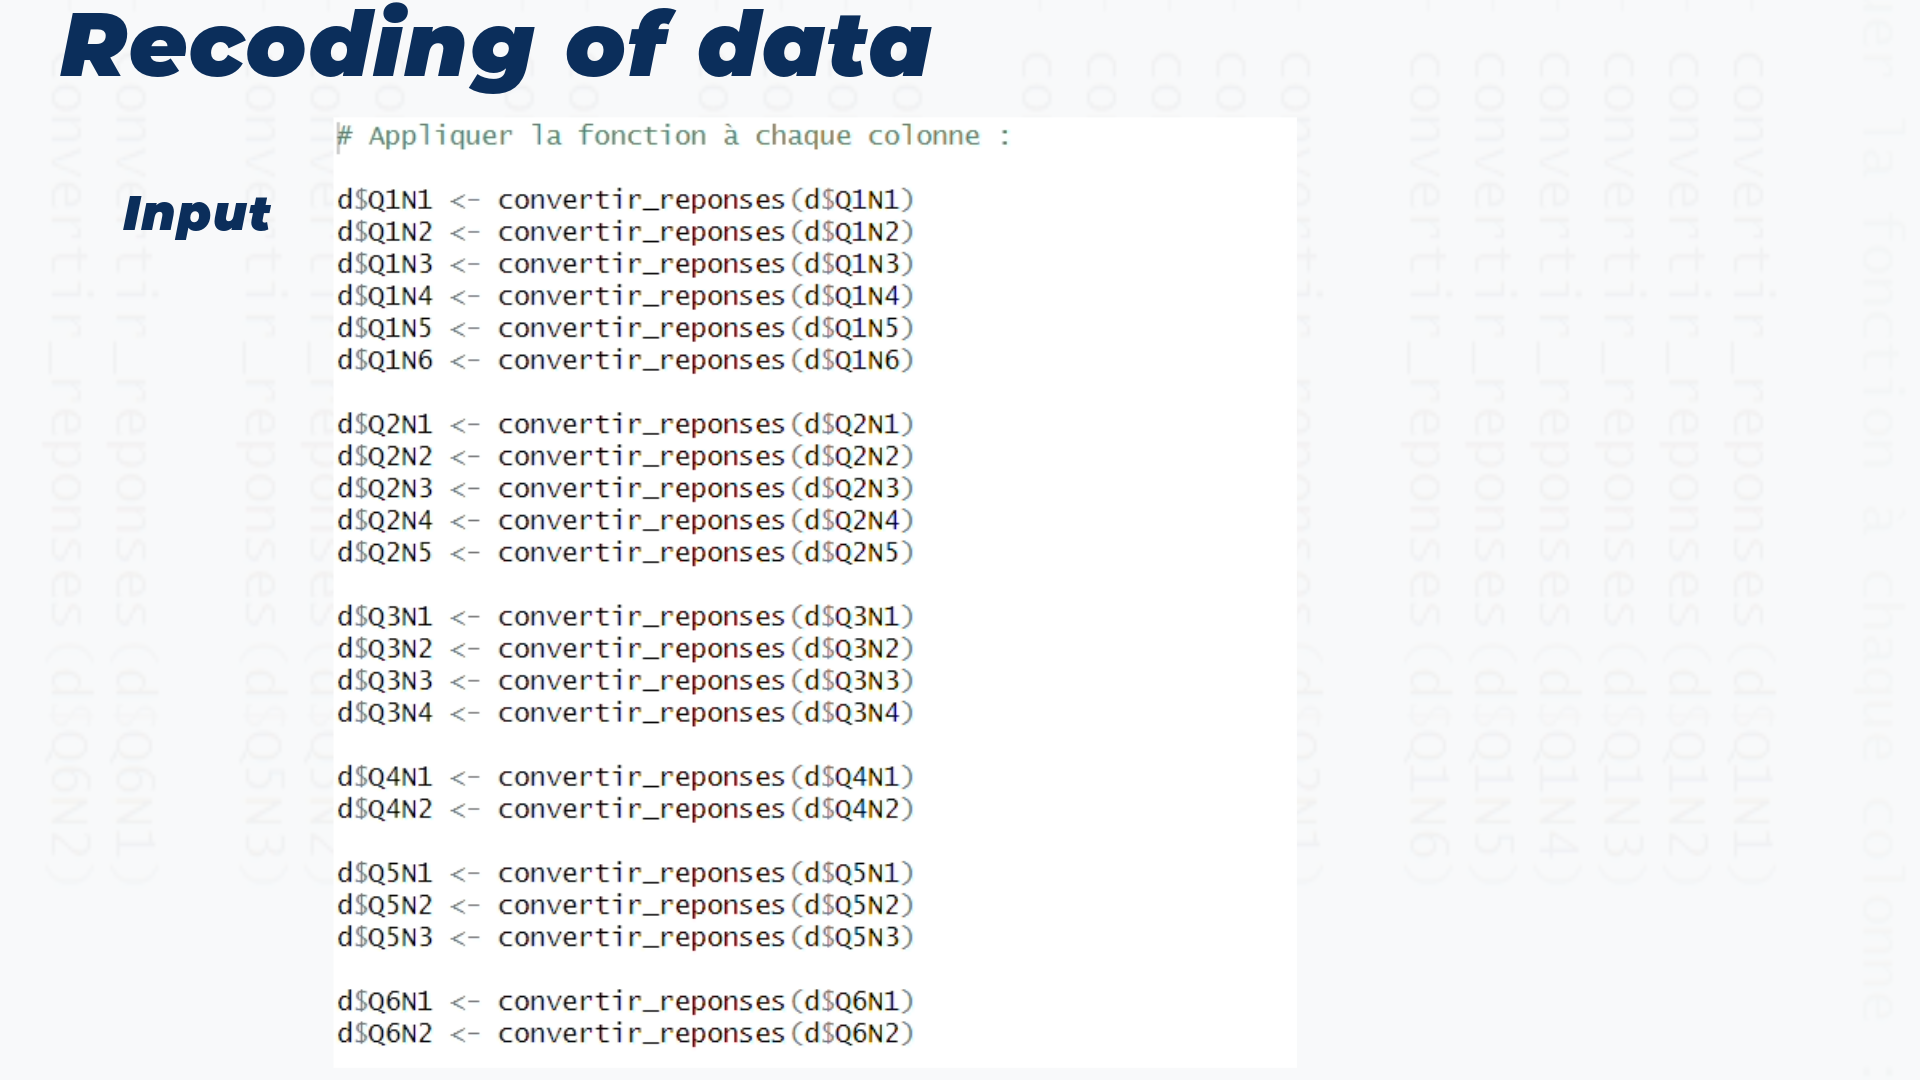 Recoding of data
Input
# Appliquer la fonction à chaque colonne :
d$Q1N1 <- convertir_reponses(d$Q1N1)
d$Q1N2 <- convertir_reponses(d$Q1N2)
d$Q1N3 <- convertir_reponses(d$Q1N3)
d$Q1N4 <- convertir_reponses(d$Q1N4)
d$Q1N5 <- convertir_reponses(d$Q1N5)
d$Q1N6 <- convertir_reponses(d$Q1N6)
d$Q2N1 <- convertir_reponses(d$Q2N1)
d$Q2N2 <- convertir_reponses(d$Q2N2)
d$Q2N3 <- convertir_reponses(d$Q2N3)
d$Q2N4 <- convertir_reponses(d$Q2N4)
d$Q2N5 <- convertir_reponses(d$Q2N5)
d$Q3N1 <- convertir_reponses(d$Q3N1)
d$Q3N2 <- convertir_reponses(d$Q3N2)
d$Q3N3 <- convertir_reponses(d$Q3N3)
d$Q3N4 <- convertir_reponses(d$Q3N4)
d$Q4N1 <- convertir_reponses(d$Q4N1)
d$Q4N2 <- convertir_reponses(d$Q4N2)
d$Q5N1 <- convertir_reponses(d$Q5N1)
d$Q5N2 <- convertir_reponses(d$Q5N2)
d$Q5N3 <- convertir_reponses(d$Q5N3)
d$Q6N1 <- convertir_reponses(d$Q6N1)
d$Q6N2 <- convertir_reponses(d$Q6N2)